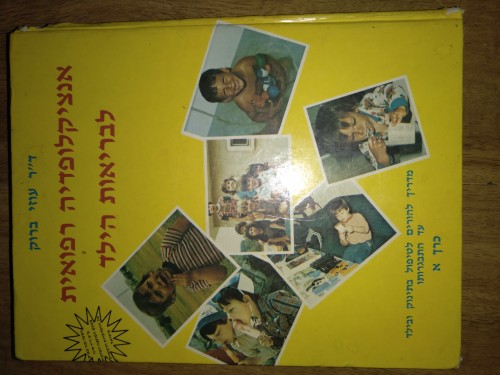 ד״ר עוזי ברוק
אנציקלופדיה רפואית
לבריאות הילד
מדריך להורים לטיפול בתינוק ובילד
עד התבגרותו
כרך א